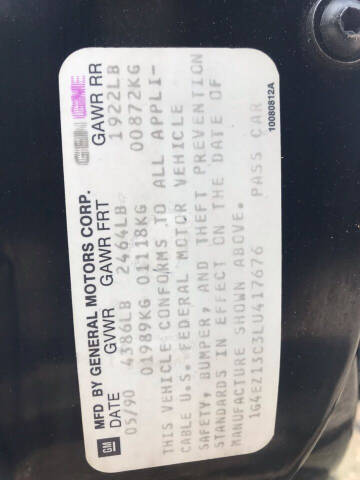 GM
MFD BY GENERAL MOTORS CORP.
DATE GVWR GAWR FRT GAWR RR
05/90 4386LB 2464LB 1922LB
01989KG 01118KG 00872KG
THIS VEHICLE CONFORMS TO ALL APPLI-
CABLE U.S. FEDERAL MOTOR VEHICLE
SAFETY, BUMPER, AND THEFT PREVENTION
STANDARDS IN EFFECT ON THE DATE OF
MANUFACTURE SHOWN ABOVE.
1G4EZ13C3LU417676 PASS CAR
10080812A